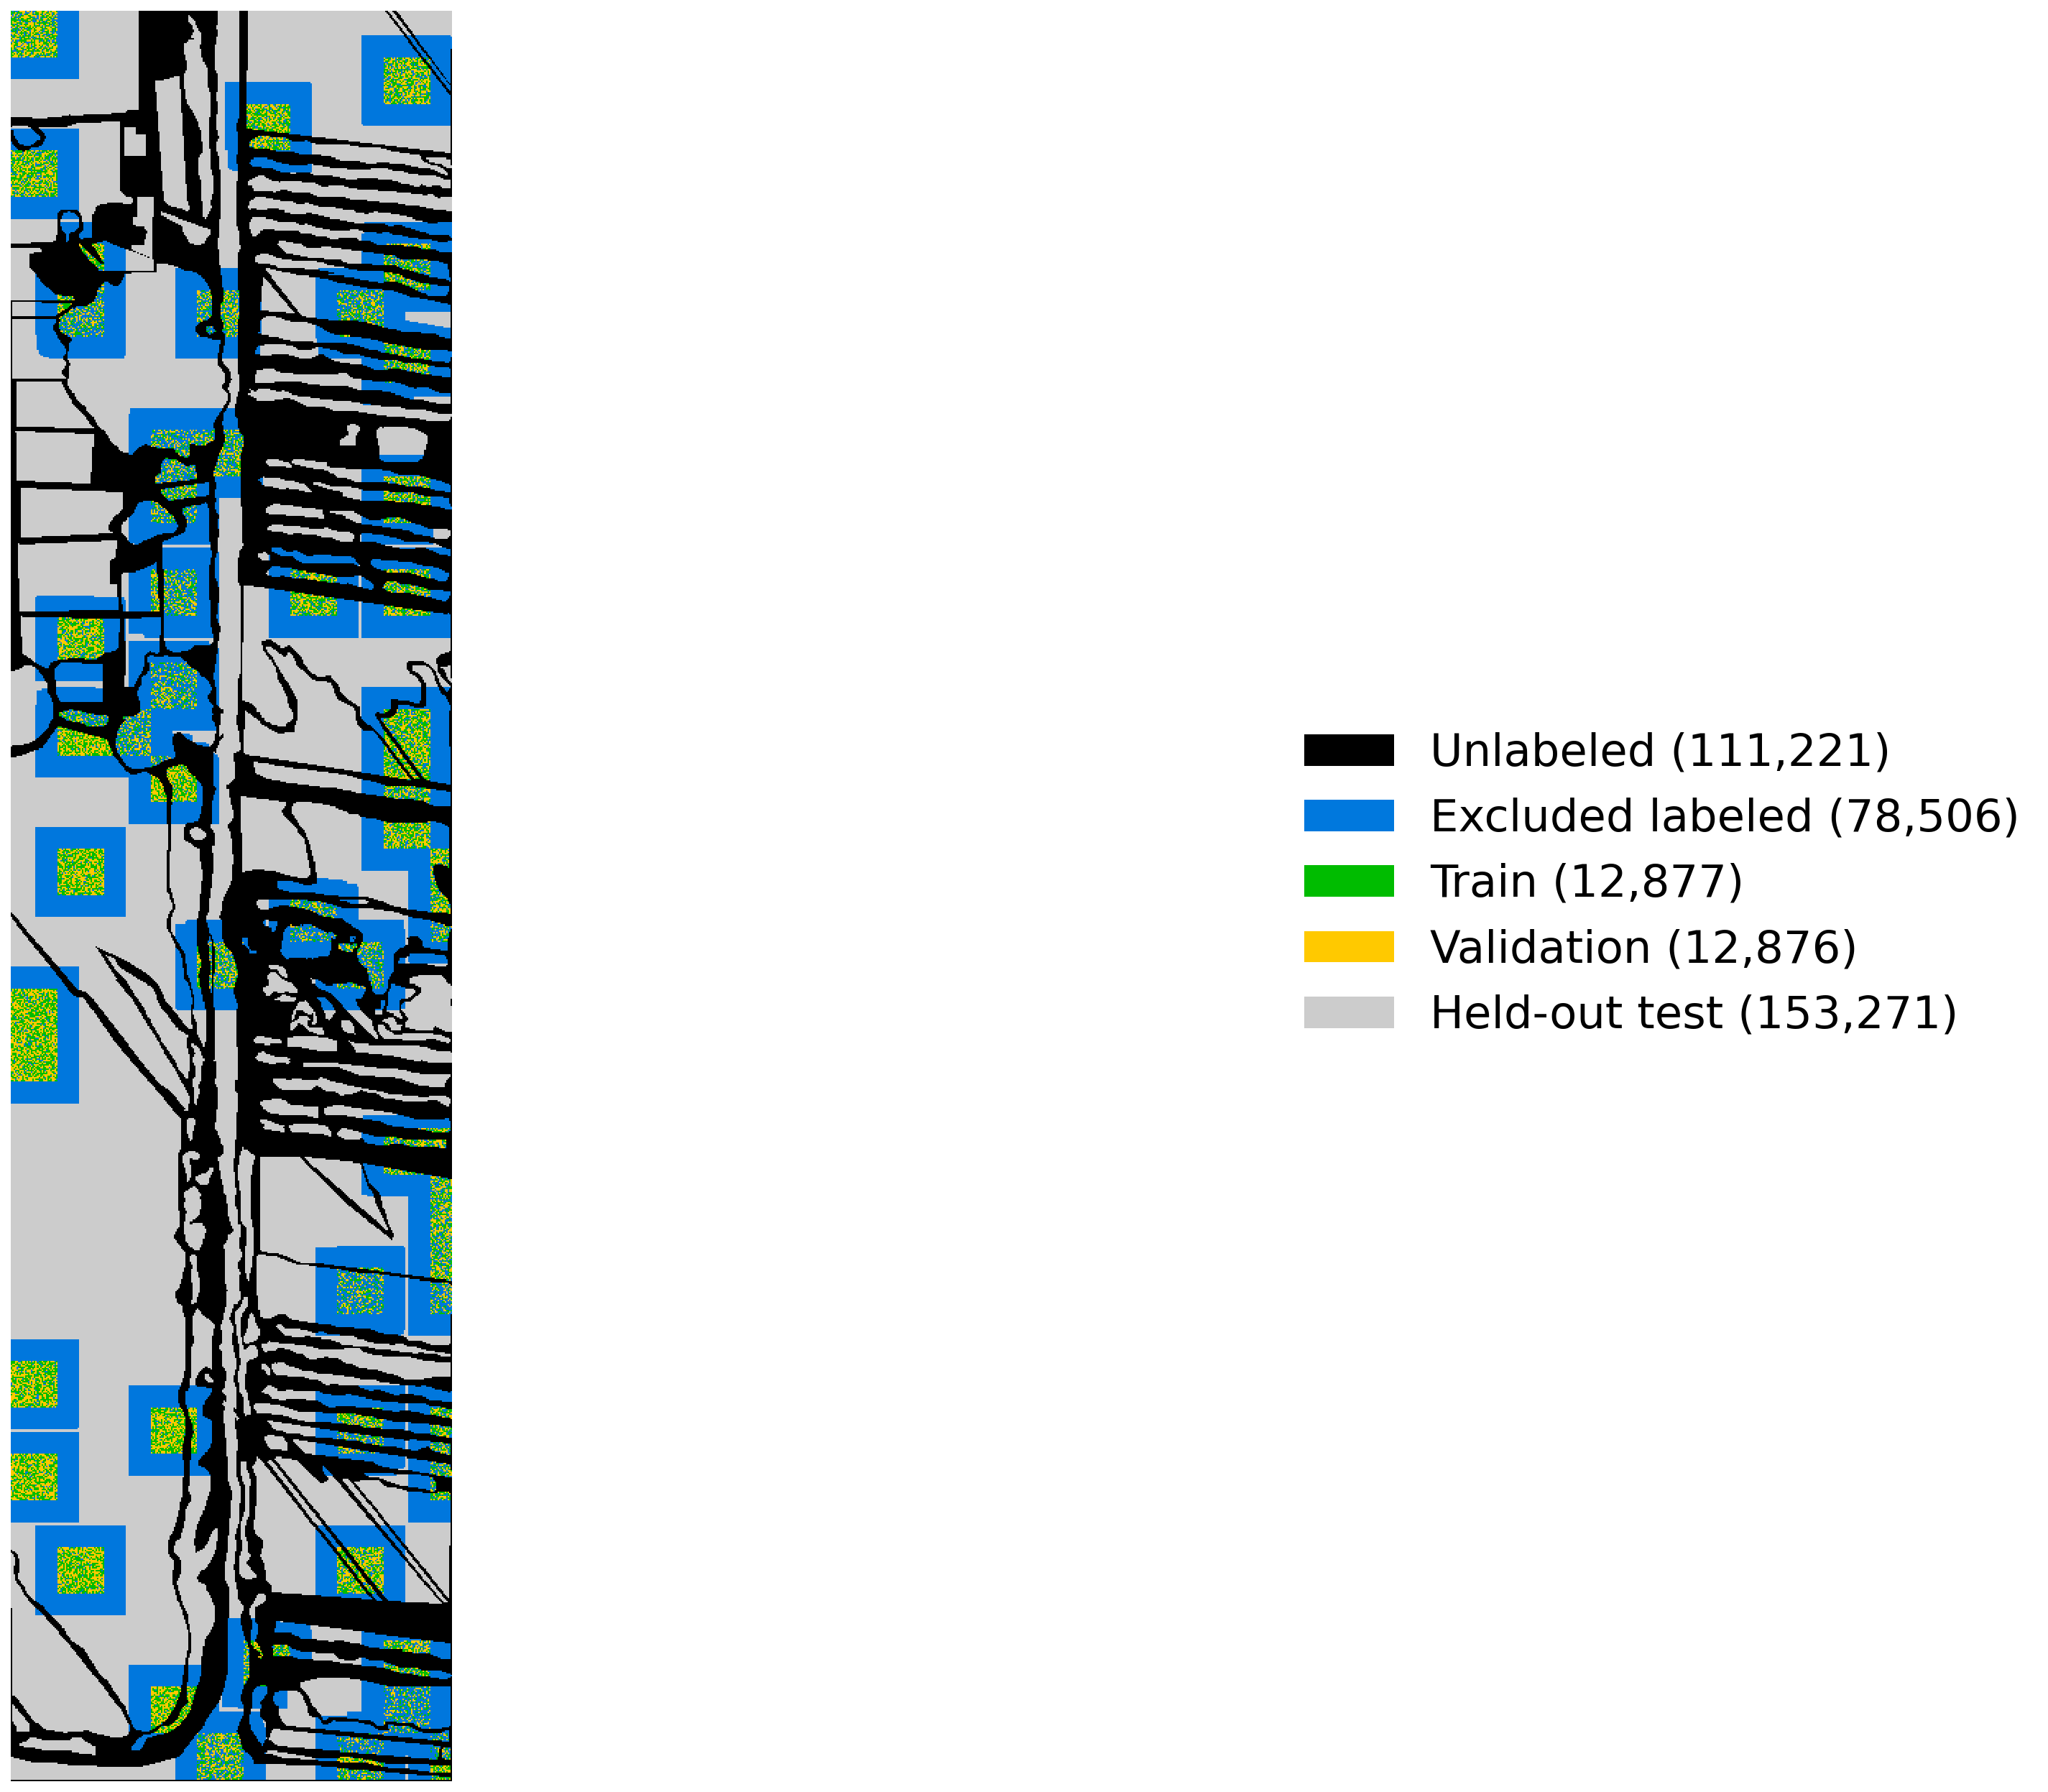 Unlabeled (111,221)
Excluded labeled (78,506)
Train (12,877)
Validation (12,876)
Held-out test (153,271)